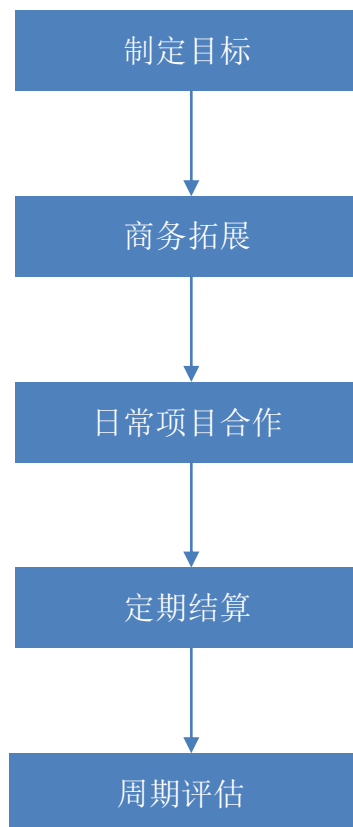 制定目标
商务拓展
日常项目合作
定期结算
周期评估